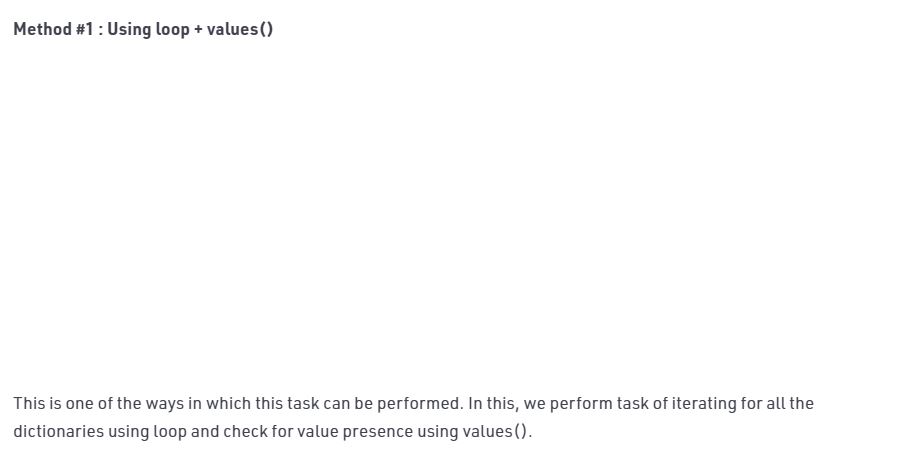 Method #1 : Using loop + values()
This is one of the ways in which this task can be performed. In this, we perform task of iterating for all the
dictionaries using loop and check for value presence using values().